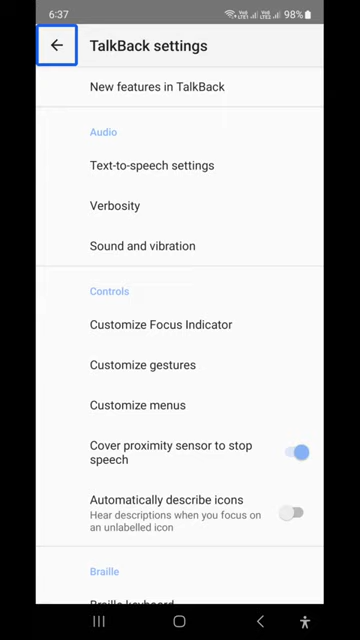 6:37
98%
TalkBack settings
New features in TalkBack
Audio
Text-to-speech settings
Verbosity
Sound and vibration
Controls
Customize Focus Indicator
Customize gestures
Customize menus
Cover proximity sensor to stop
speech
Automatically describe icons
Hear descriptions when you focus on
an unlabelled icon
Braille
Braille keyboard